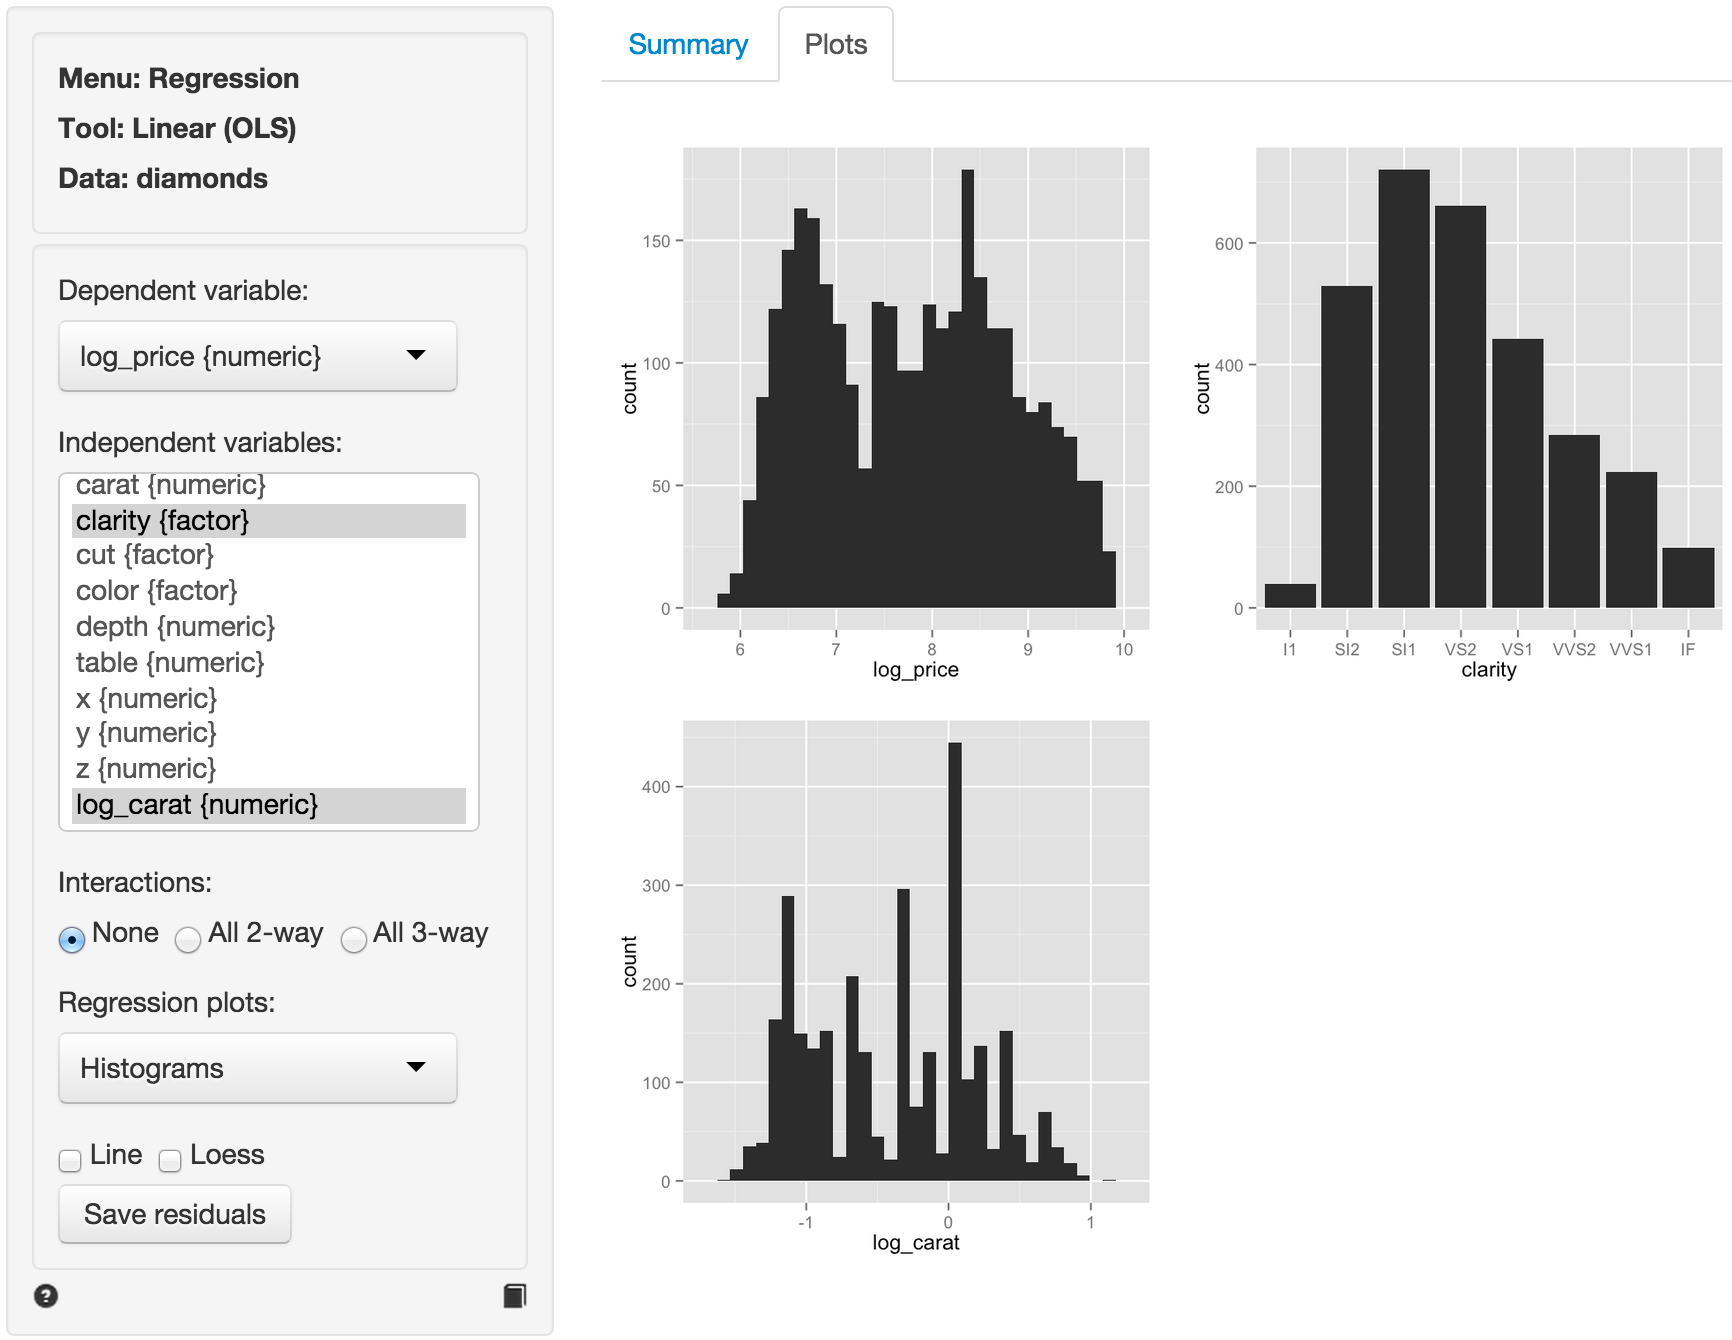 Menu: Regression
Tool: Linear (OLS)
Data: diamonds
Dependent variable:
log_price {numeric}
Independent variables:
carat {numeric}
clarity {factor}
cut {factor}
color {factor}
depth {numeric}
table {numeric}
x {numeric}
y {numeric}
z {numeric}
log_carat {numeric}
Interactions:
None All 2-way All 3-way
Regression plots:
Histograms
Line Loess
Save residuals
?
Summary Plots
150
100
50
0
count
6 7 8 9 10
log_price
600
400
200
0
count
I1 SI2 SI1 VS2 VS1 VVS2 VVS1 IF
clarity
400
300
200
100
0
count
-1 0 1
log_carat